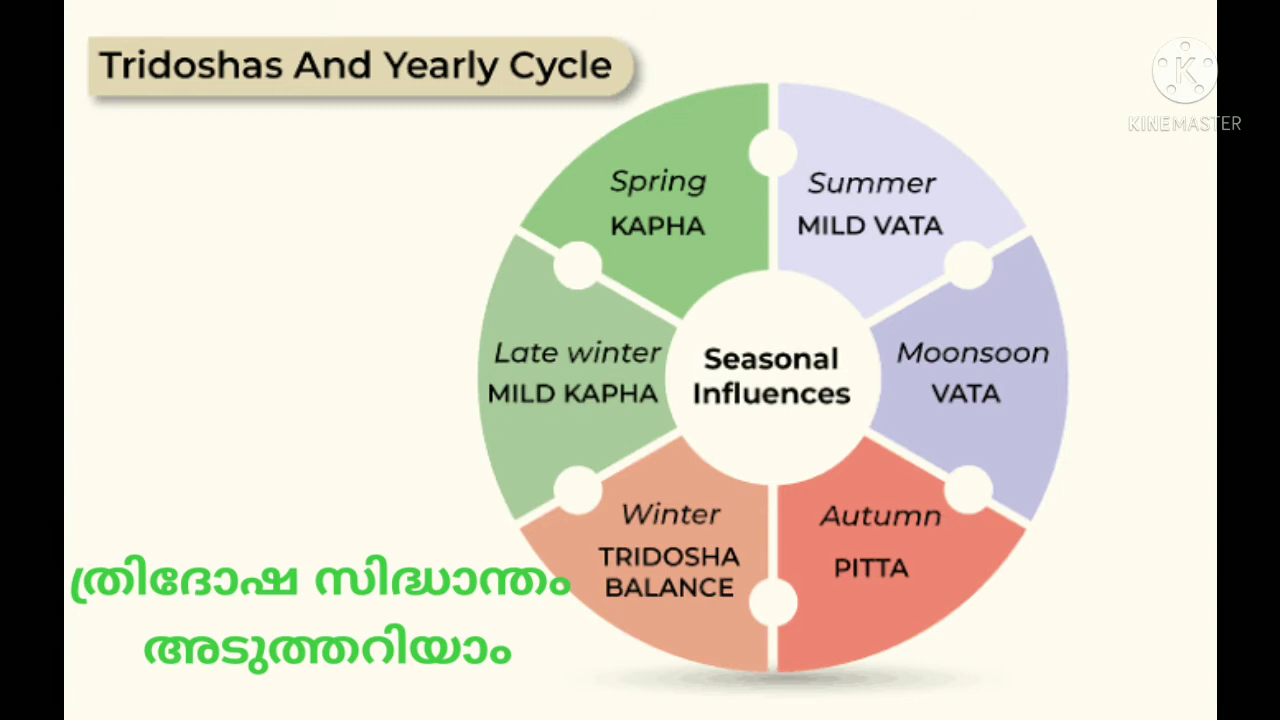 Tridoshas And Yearly Cycle
K
KINEMASTER
Spring
KAPHA
Summer
MILD VATA
Late winter
MILD KAPHA
Seasonal
Influences
Moonsoon
VATA
Winter
TRIDOSHA
BALANCE
Autumn
PITTA
ത്രിദോഷ സിദ്ധാന്തം
അടുത്തറിയാം